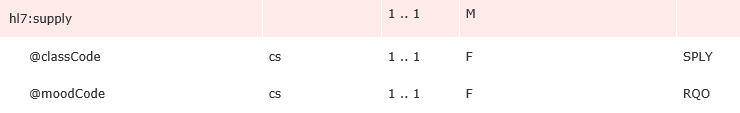 hl7:supply 1 .. 1 M
@classCode cs 1 .. 1 F SPLY
@moodCode cs 1 .. 1 F RQO